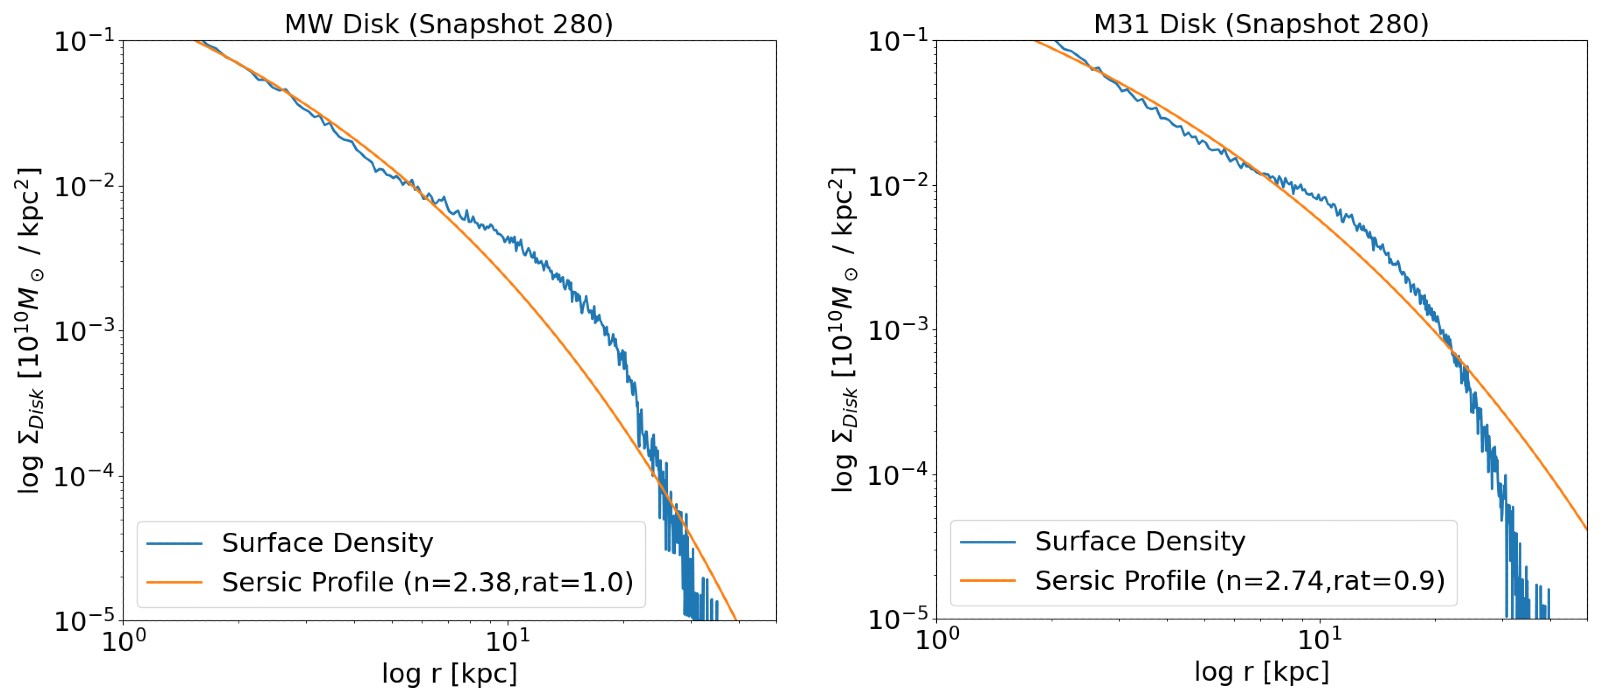 MW Disk (Snapshot 280)
10⁻¹
10⁻²
10⁻³
10⁻⁴
10⁻⁵
log Σ_Disk [10¹⁰M_⊙ / kpc²]
Surface Density
Sersic Profile (n=2.38,rat=1.0)
10⁰
10¹
log r [kpc]
M31 Disk (Snapshot 280)
10⁻¹
10⁻²
10⁻³
10⁻⁴
10⁻⁵
log Σ_Disk [10¹⁰M_⊙ / kpc²]
Surface Density
Sersic Profile (n=2.74,rat=0.9)
10⁰
10¹
log r [kpc]